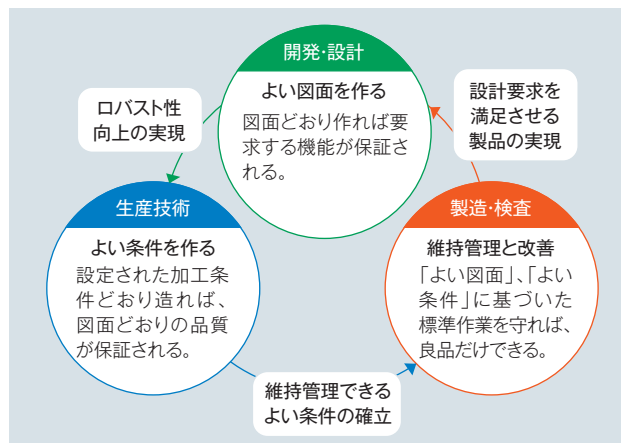 開発・設計
よい図面を作る
図面どおり作れば要
求する機能が保証さ
れる。
ロバスト性
向上の実現
設計要求を
満足させる
製品の実現
生産技術
よい条件を作る
設定された加工条
件どおり造れば、
図面どおりの品質
が保証される。
製造・検査
維持管理と改善
「よい図面」、「よい
条件」に基づいた
標準作業を守れば、
良品だけできる。
維持管理できる
よい条件の確立